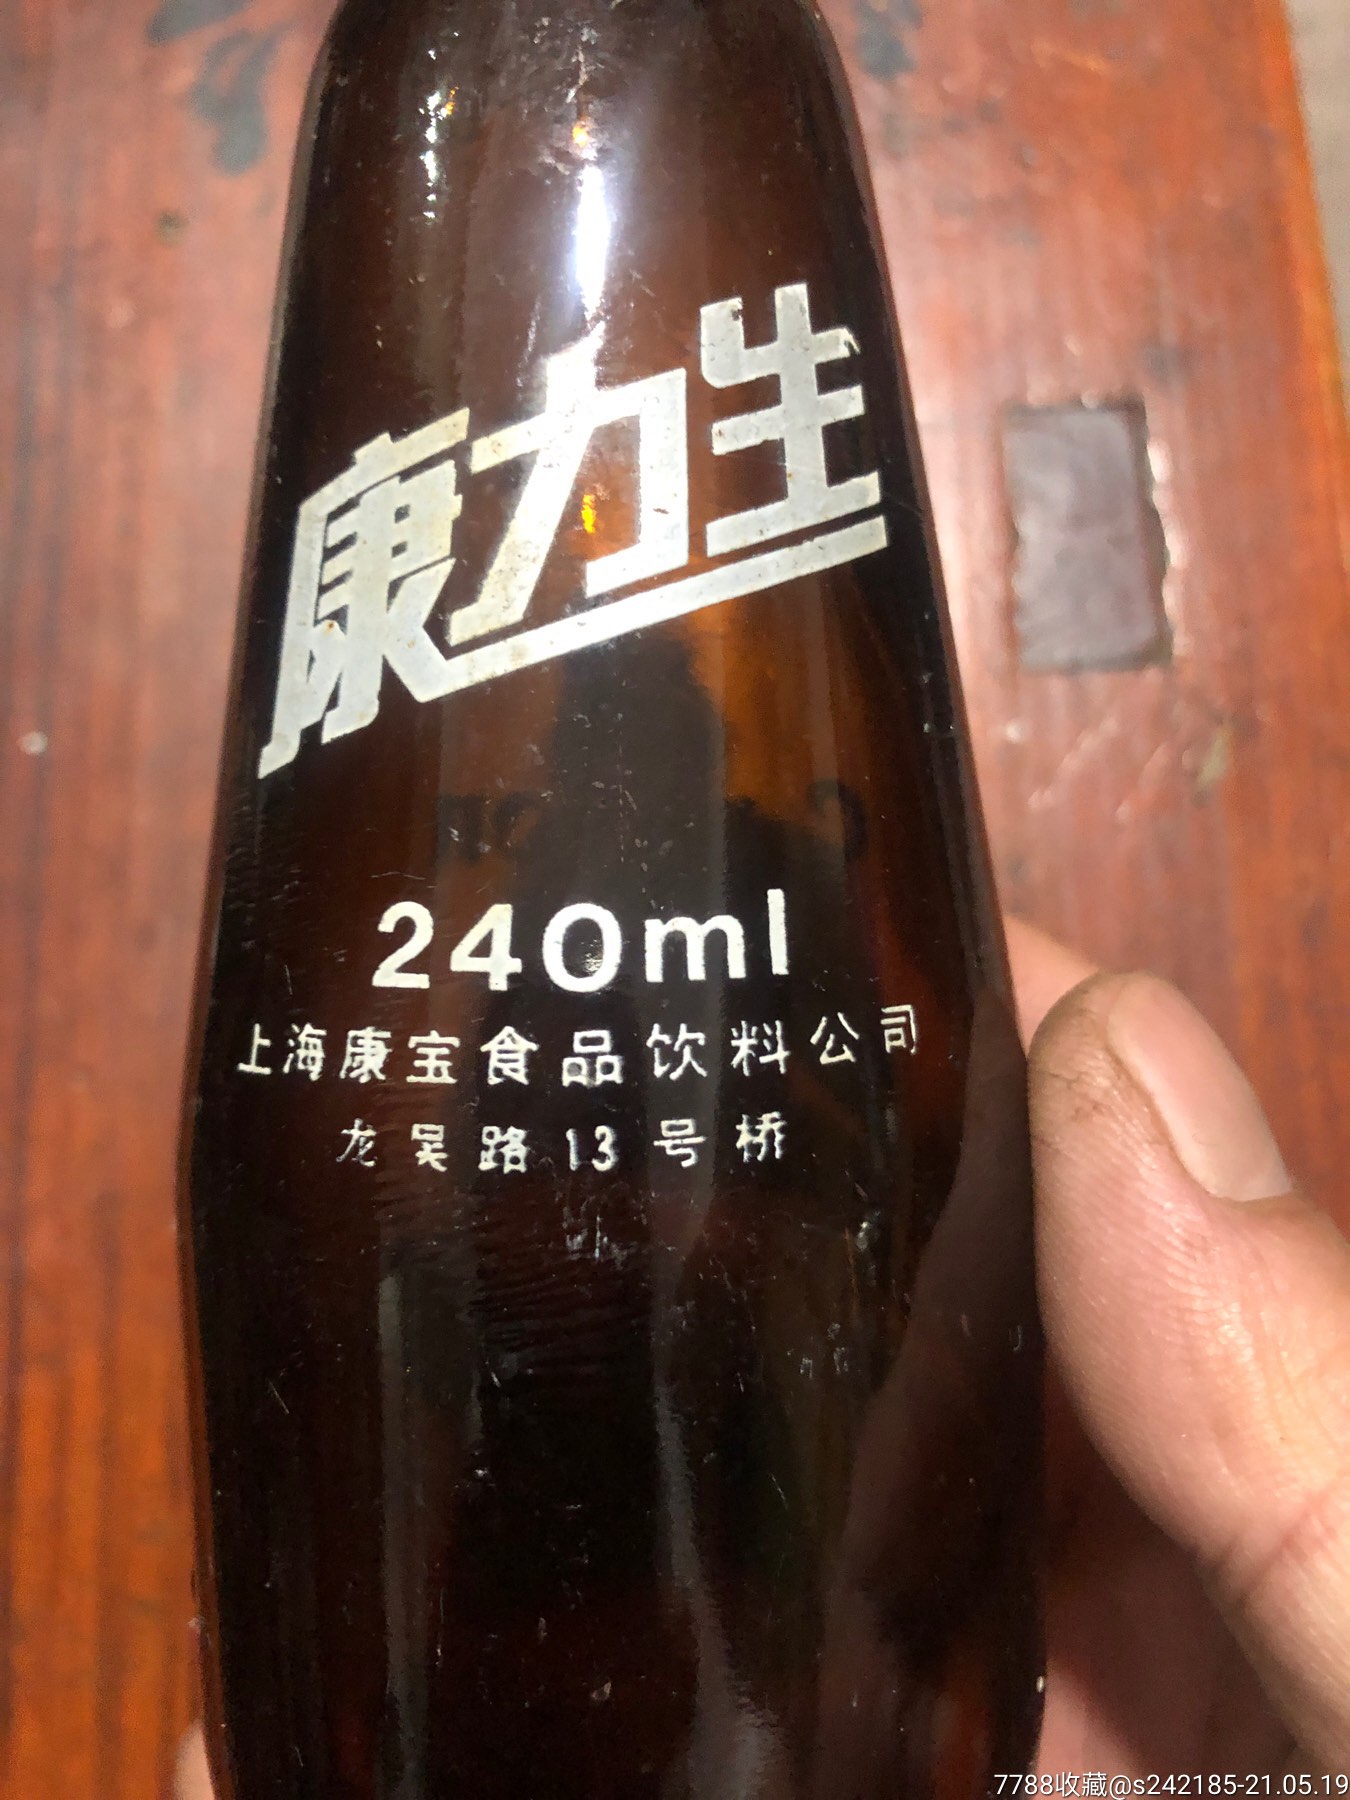 康力生
240ml
上海康宝食品饮料公司
龙吴路13号桥
7788收藏@s242185-21.05.19